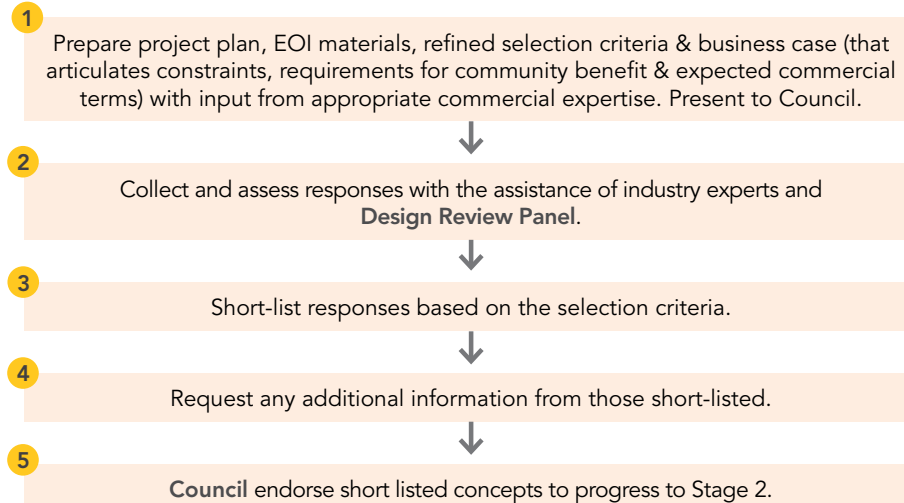 1
Prepare project plan, EOI materials, refined selection criteria & business case (that
articulates constraints, requirements for community benefit & expected commercial
terms) with input from appropriate commercial expertise. Present to Council.
2
Collect and assess responses with the assistance of industry experts and
Design Review Panel.
3
Short-list responses based on the selection criteria.
4
Request any additional information from those short-listed.
5
Council endorse short listed concepts to progress to Stage 2.